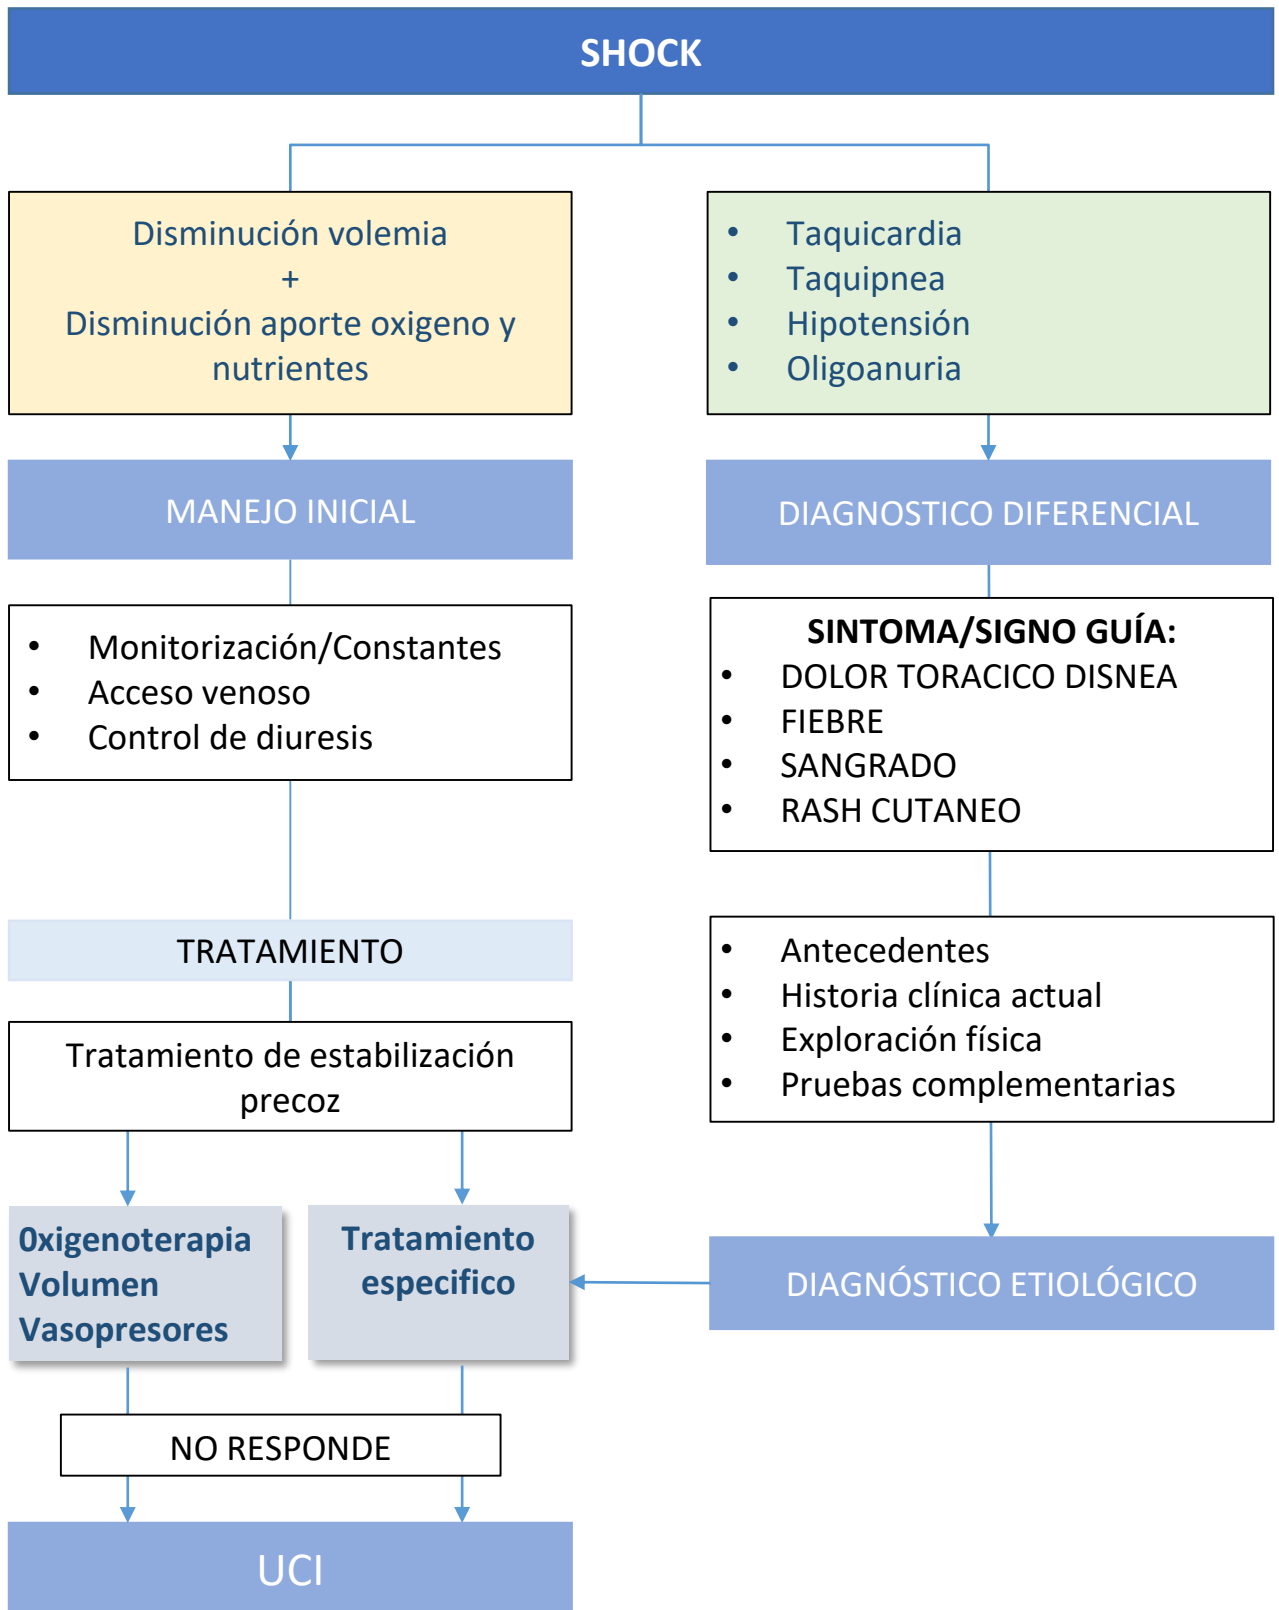 SHOCK
Disminución volemia
+
Disminución aporte oxigeno y
nutrientes
• Taquicardia
• Taquipnea
• Hipotensión
• Oligoanuria
MANEJO INICIAL
DIAGNOSTICO DIFERENCIAL
• Monitorización/Constantes
• Acceso venoso
• Control de diuresis
SINTOMA/SIGNO GUÍA:
• DOLOR TORACICO DISNEA
• FIEBRE
• SANGRADO
• RASH CUTANEO
TRATAMIENTO
• Antecedentes
• Historia clínica actual
• Exploración física
• Pruebas complementarias
Tratamiento de estabilización
precoz
0xigenoterapia
Volumen
Vasopresores
Tratamiento
especifico
DIAGNÓSTICO ETIOLÓGICO
NO RESPONDE
UCI